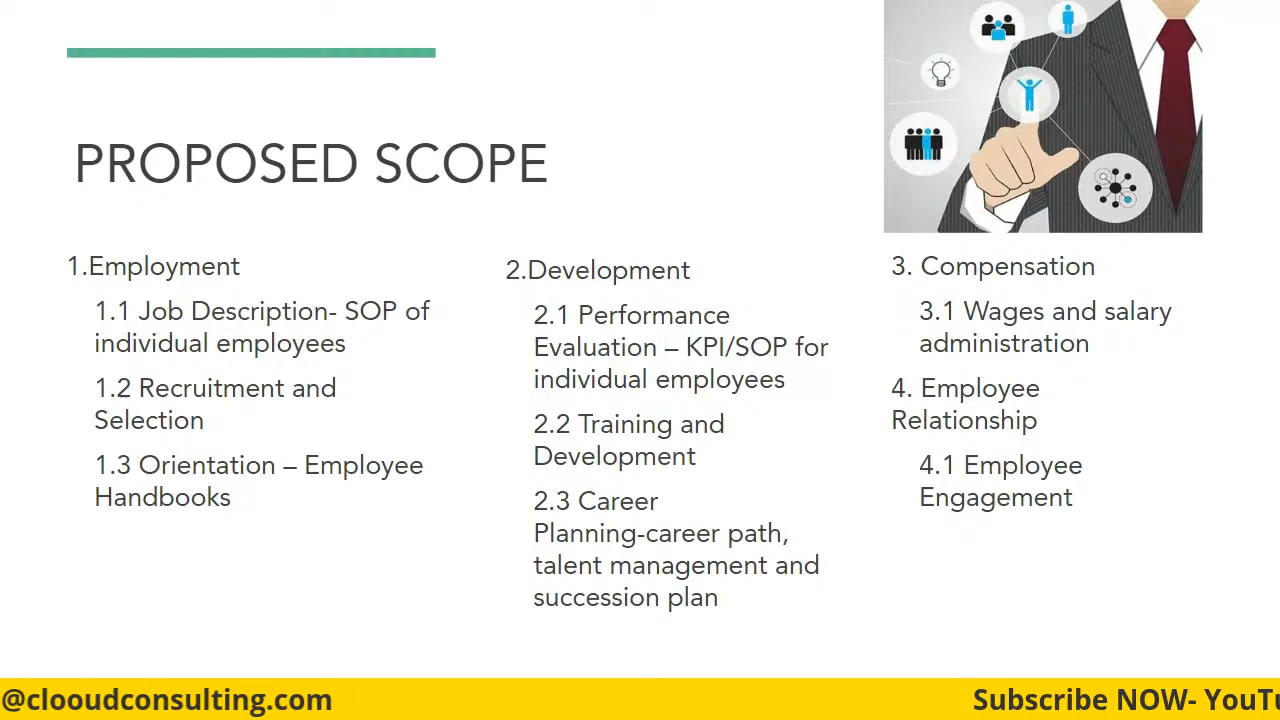 PROPOSED SCOPE
1.Employment
1.1 Job Description- SOP of
individual employees
1.2 Recruitment and
Selection
1.3 Orientation – Employee
Handbooks
2.Development
2.1 Performance
Evaluation – KPI/SOP for
individual employees
2.2 Training and
Development
2.3 Career
Planning-career path,
talent management and
succession plan
3. Compensation
3.1 Wages and salary
administration
4. Employee
Relationship
4.1 Employee
Engagement
@clooudconsulting.com
Subscribe NOW-